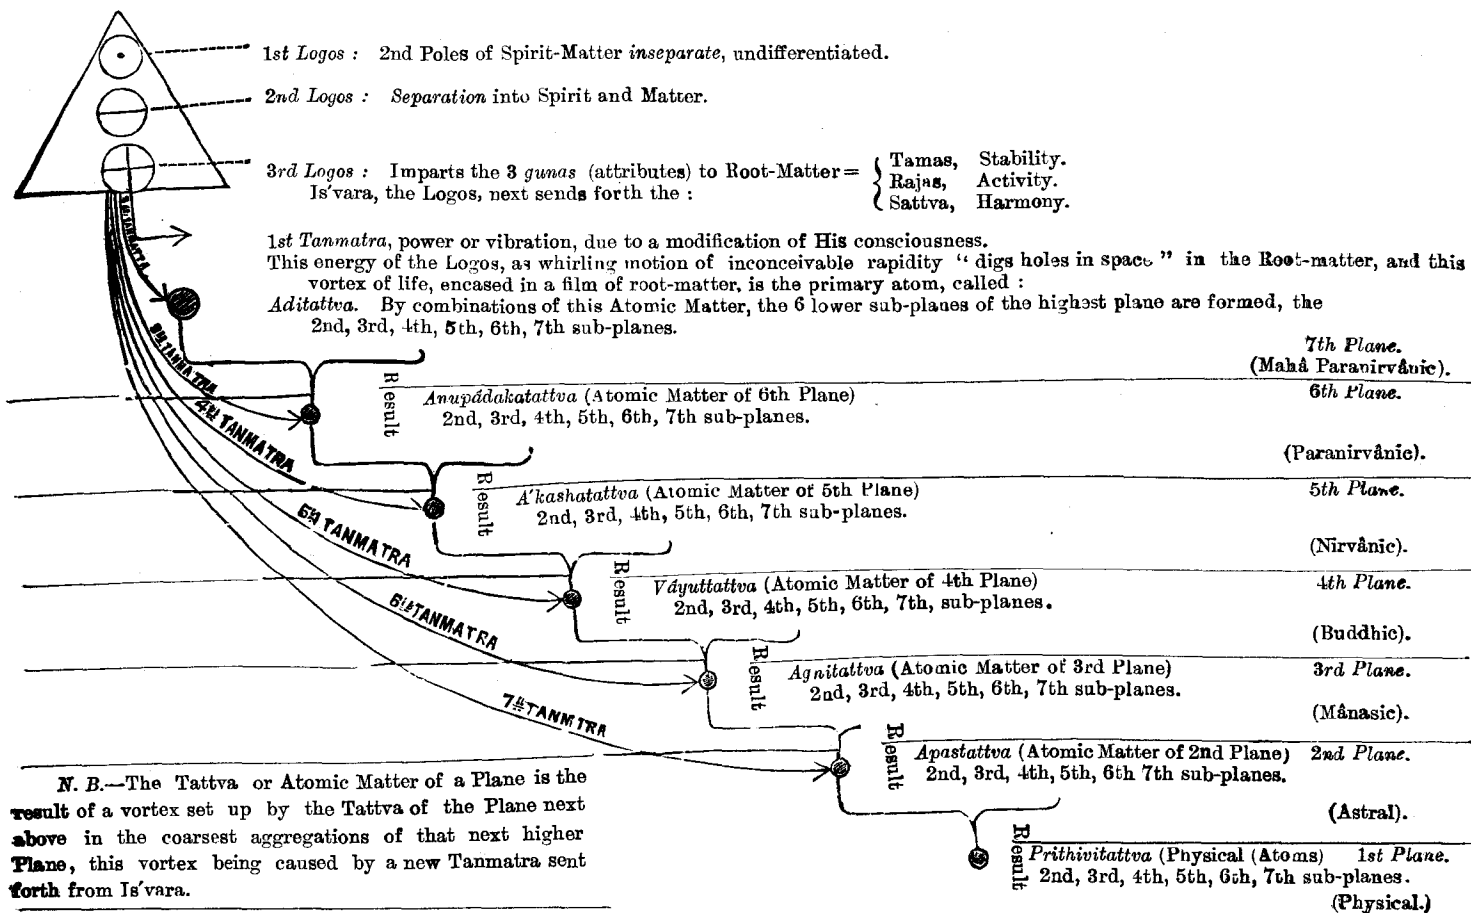 1st Logos : 2nd Poles of Spirit-Matter inseparate, undifferentiated.
2nd Logos : Separation into Spirit and Matter.
3rd Logos : Imparts the 3 gunas (attributes) to Root-Matter=
Is'vara, the Logos, next sends forth the :
Tamas, Stability.
Rajas, Activity.
Sattva, Harmony.
1st Tanmatra, power or vibration, due to a modification of His consciousness.
This energy of the Logos, as whirling motion of inconceivable rapidity “ digs holes in space ” in the Root-matter, and this
vortex of life, encased in a film of root-matter, is the primary atom, called :
Aditattva. By combinations of this Atomic Matter, the 6 lower sub-planes of the highest plane are formed, the
2nd, 3rd, 4th, 5th, 6th, 7th sub-planes.
7th Plane.
(Mahâ Paranirvânic).
TANMATRA
4th TANMATRA
TANMATRA
6th TANMATRA
7th TANMTRA
Result
Anupâdakatattva (Atomic Matter of 6th Plane)
2nd, 3rd, 4th, 5th, 6th, 7th sub-planes.
6th Plane.
(Paranirvânic).
Result
A'kashatattva (Atomic Matter of 5th Plane)
2nd, 3rd, 4th, 5th, 6th, 7th sub-planes.
5th Plane.
(Nirvânic).
Result
Váyuttattva (Atomic Matter of 4th Plane)
2nd, 3rd, 4th, 5th, 6th, 7th, sub-planes.
4th Plane.
(Buddhic).
Result
Agnitattva (Atomic Matter of 3rd Plane)
2nd, 3rd, 4th, 5th, 6th, 7th sub-planes.
3rd Plane.
(Mânasic).
Result
Apastattva (Atomic Matter of 2nd Plane)
2nd, 3rd, 4th, 5th, 6th 7th sub-planes.
2nd Plane.
(Astral).
Result
Prithivitattva (Physical (Atoms)
2nd, 3rd, 4th, 5th, 6th, 7th sub-planes.
1st Plane.
(Physical.)
N. B.—The Tattva or Atomic Matter of a Plane is the
result of a vortex set up by the Tattva of the Plane next
above in the coarsest aggregations of that next higher
Plane, this vortex being caused by a new Tanmatra sent
forth from Is'vara.